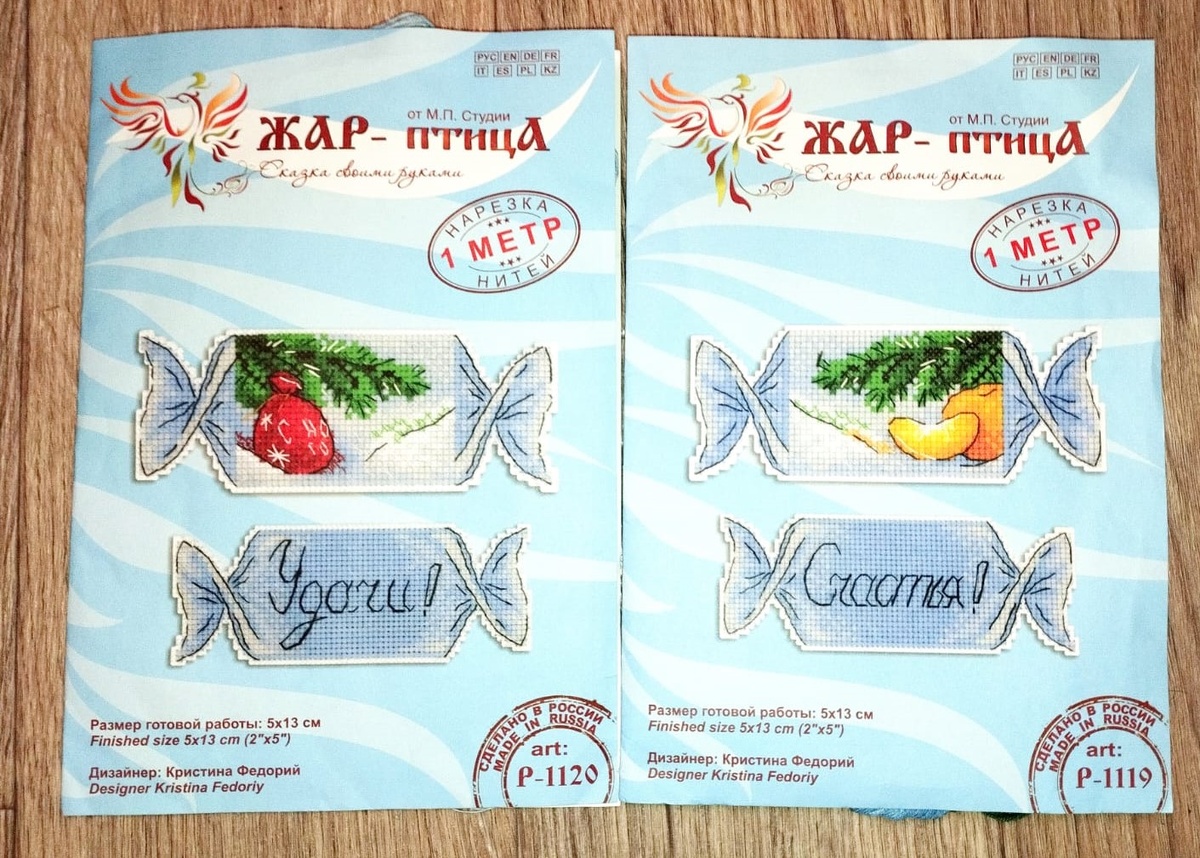 РУС EN DE FR
IT ES PL KZ
от М.П. Студии
ЖАР-ПТИЦА
Сказка своими руками
НАРЕЗКА
1 МЕТР
НИТЕЙ
С НО
ГО
Удачи!
Размер готовой работы: 5х13 см
Finished size 5x13 cm (2"x5")
Дизайнер: Кристина Федорий
Designer Kristina Fedoriy
СДЕЛАНО В РОССИИ
MADE IN RUSSIA
art:
P-1120
РУС EN DE FR
IT ES PL KZ
от М.П. Студии
ЖАР-ПТИЦА
Сказка своими руками
НАРЕЗКА
1 МЕТР
НИТЕЙ
Счастья!
Размер готовой работы: 5х13 см
Finished size 5x13 cm (2"x5")
Дизайнер: Кристина Федорий
Designer Kristina Fedoriy
СДЕЛАНО В РОССИИ
MADE IN RUSSIA
art:
P-1119